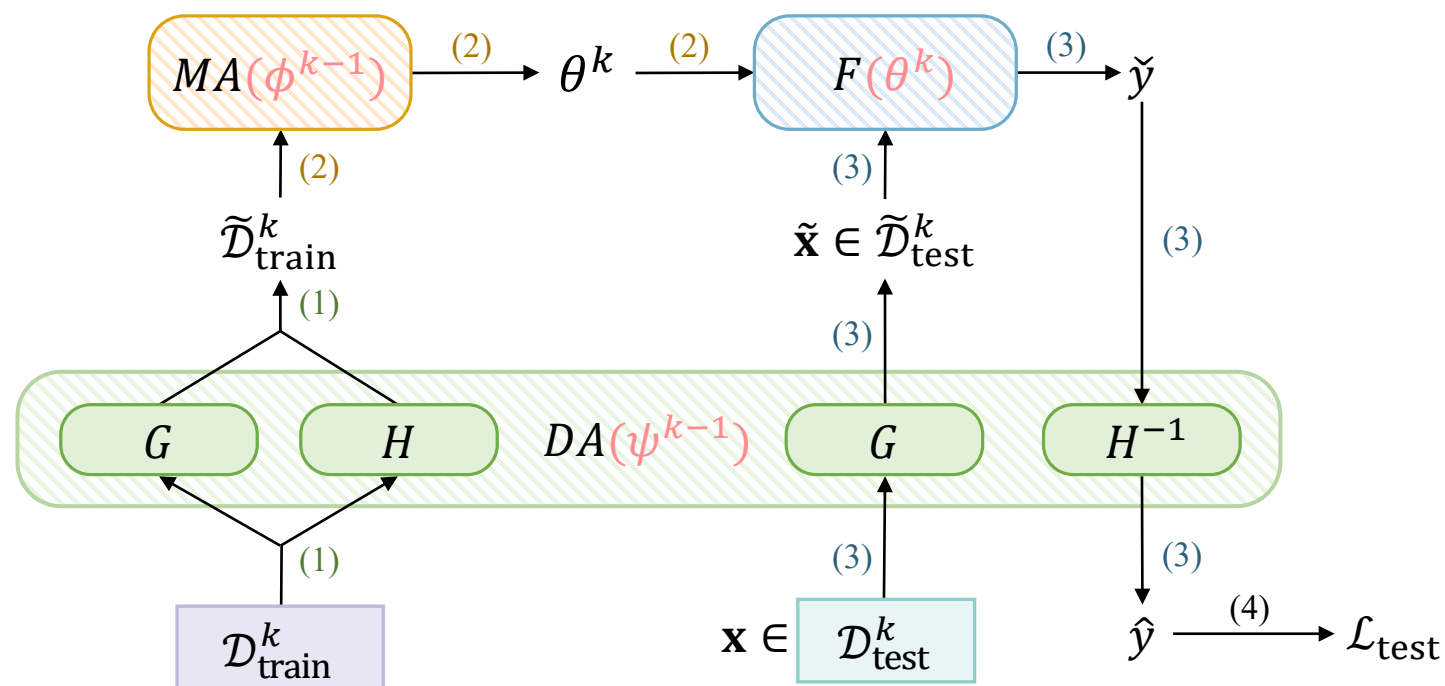 MA(ϕ^{k−1}) (2) θ^k (2) F(θ^k) (3) y̌
(2) (3)
𝒟̃^k_train x̃ ∈ 𝒟̃^k_test (3)
(1) (3)
G H DA(ψ^{k−1}) G H^{−1}
(1) (3) (3)
𝒟^k_train x ∈ 𝒟^k_test ŷ (4) ℒ_test